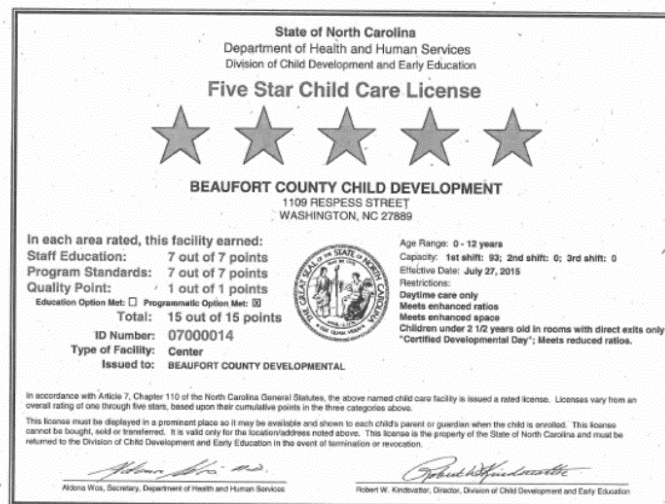 State of North Carolina
Department of Health and Human Services
Division of Child Development and Early Education
Five Star Child Care License
BEAUFORT COUNTY CHILD DEVELOPMENT
1109 RESPESS STREET
WASHINGTON, NC 27889
In each area rated, this facility earned:
Staff Education: 7 out of 7 points
Program Standards: 7 out of 7 points
Quality Point: 1 out of 1 points
Education Option Met: ☐ Programmatic Option Met: ☒
Total: 15 out of 15 points
ID Number: 07000014
Type of Facility: Center
Issued to: BEAUFORT COUNTY DEVELOPMENTAL
THE GREAT SEAL OF THE STATE OF NORTH CAROLINA
Age Range: 0 - 12 years
Capacity: 1st shift: 93; 2nd shift: 0; 3rd shift: 0
Effective Date: July 27, 2015
Restrictions:
Daytime care only
Meets enhanced ratios
Meets enhanced space
Children under 2 1/2 years old in rooms with direct exits only
"Certified Developmental Day"; Meets reduced ratios.
In accordance with Article 7, Chapter 110 of the North Carolina General Statutes, the above named child care facility is issued a rated license. Licenses vary from an
overall rating of one through five stars, based upon their cumulative points in the three categories above.
This license must be displayed in a prominent place so it may be available and shown to each child's parent or guardian when the child is enrolled. This license
cannot be bought, sold or transferred. It is valid only for the location/address noted above. This license is the property of the State of North Carolina and must be
returned to the Division of Child Development and Early Education in the event of termination or revocation.
Aldona Wos, Secretary, Department of Health and Human Services
Robert W. Kindsvatter, Director, Division of Child Development and Early Education